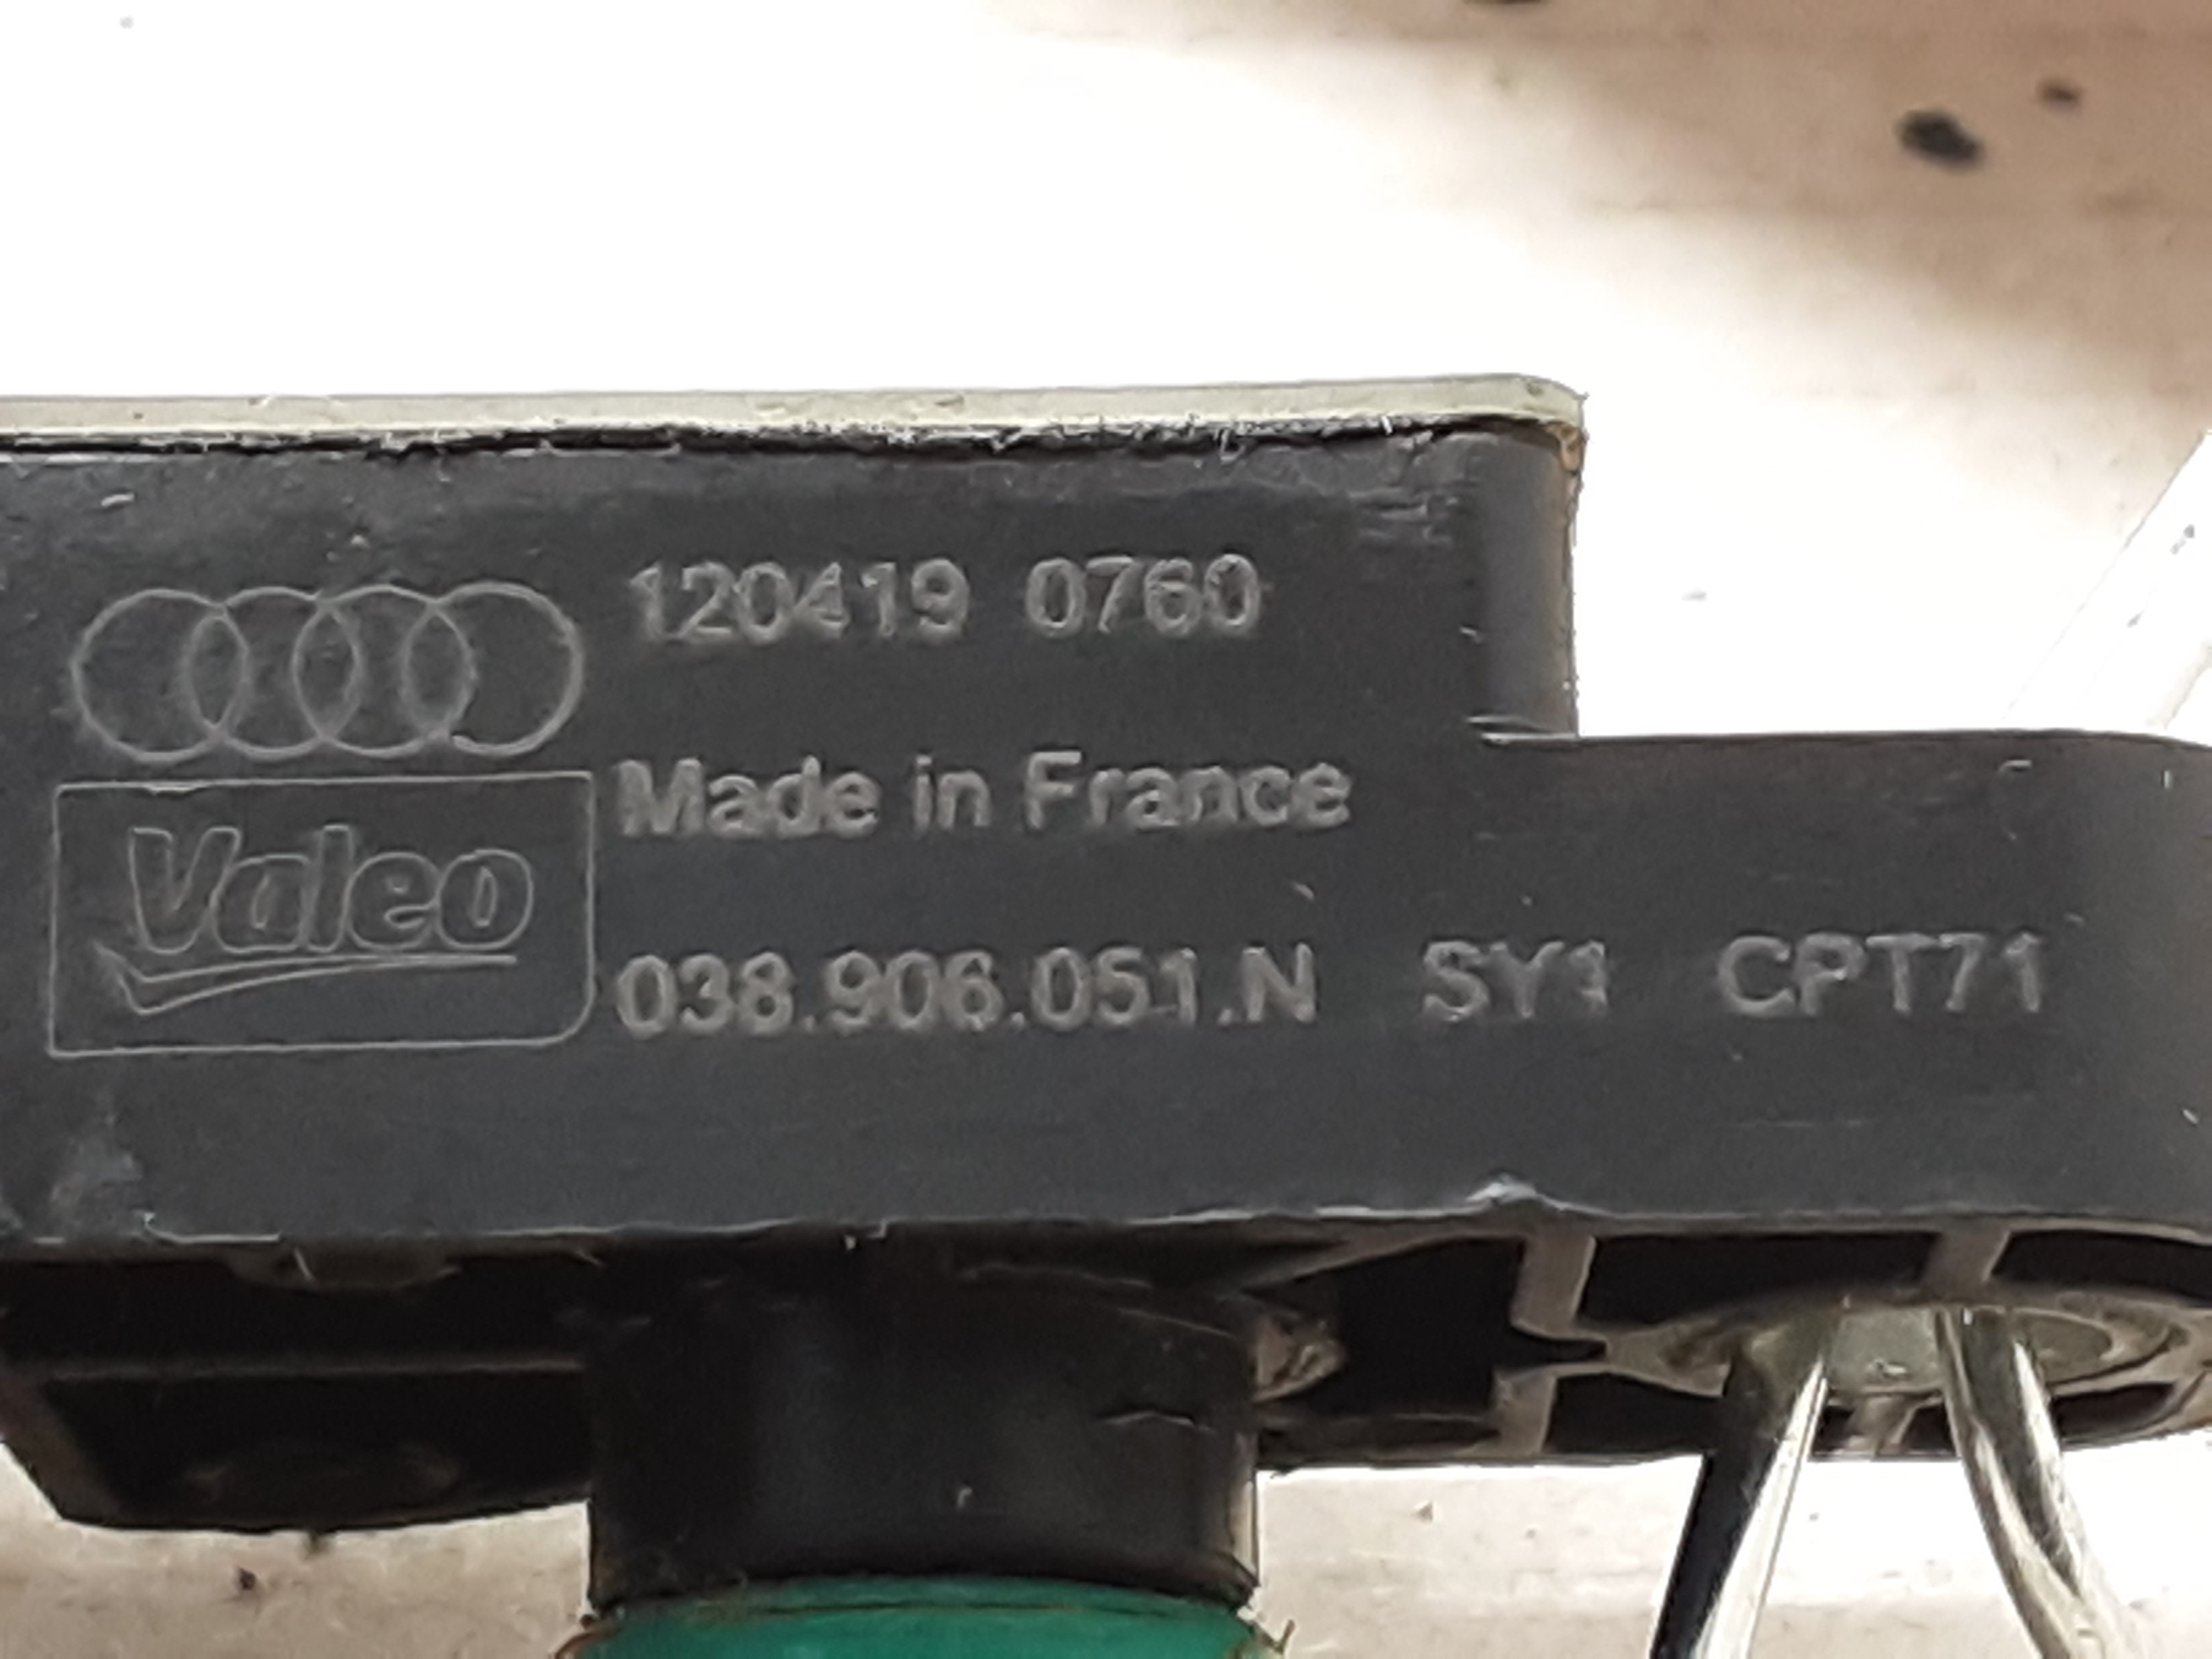 120419 0760
Made in France
Valeo
038.906.051.N SY1 CPT71